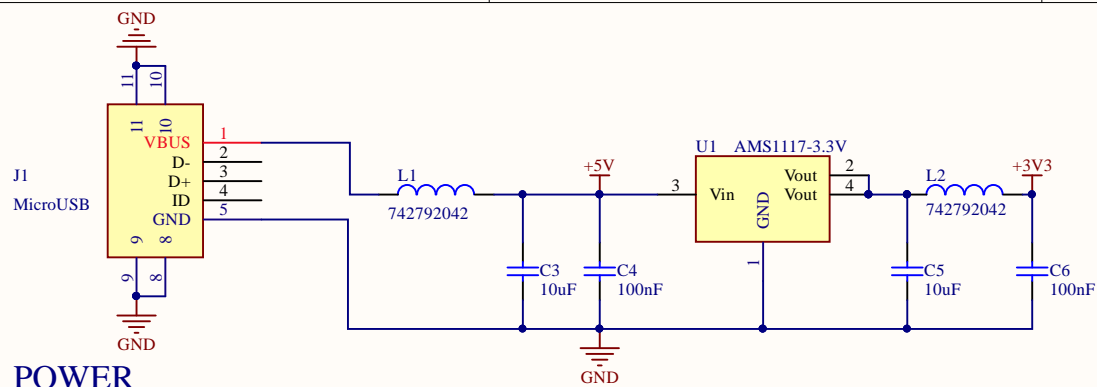 GND
11
10
11
10
VBUS
1
D-
2
D+
3
ID
4
GND
5
J1
MicroUSB
9
8
9
8
GND
L1
742792042
+5V
C3
10uF
C4
100nF
GND
U1
AMS1117-3.3V
3
Vin
Vout
2
Vout
4
GND
1
+3V3
L2
742792042
C5
10uF
C6
100nF
POWER